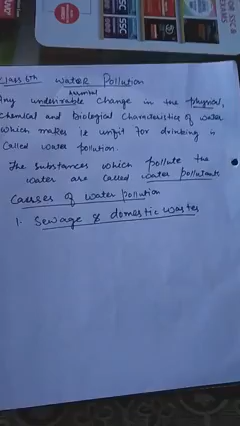 SSC
Class 6th Water Pollution
Any undesirable change in the physical,
chemical and biological characteristics of water
which makes it unfit for drinking is
called water pollution.
The substances which pollute the
water are called water pollutants
Causes of water pollution
1. Sewage & domestic wastes